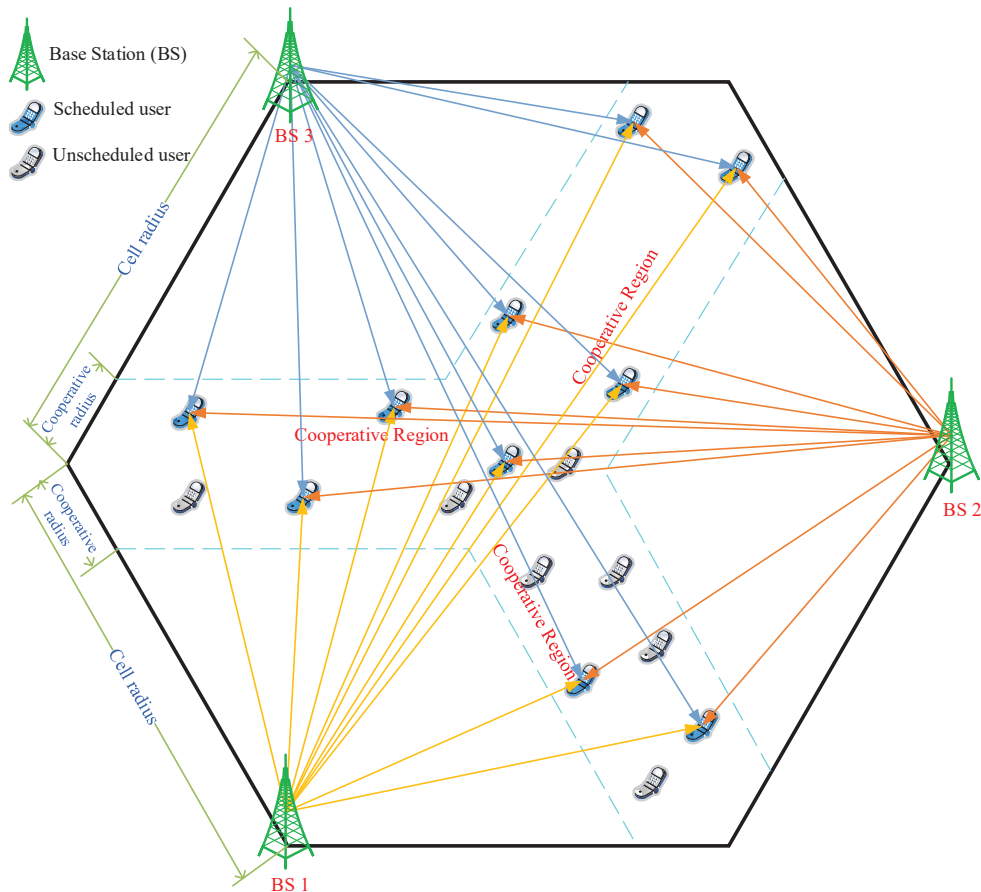 Base Station (BS)
Scheduled user
Unscheduled user
BS 3
Cell radius
Cooperative
radius
Cooperative Region
Cooperative Region
BS 2
Cooperative
radius
Cooperative Region
Cell radius
BS 1